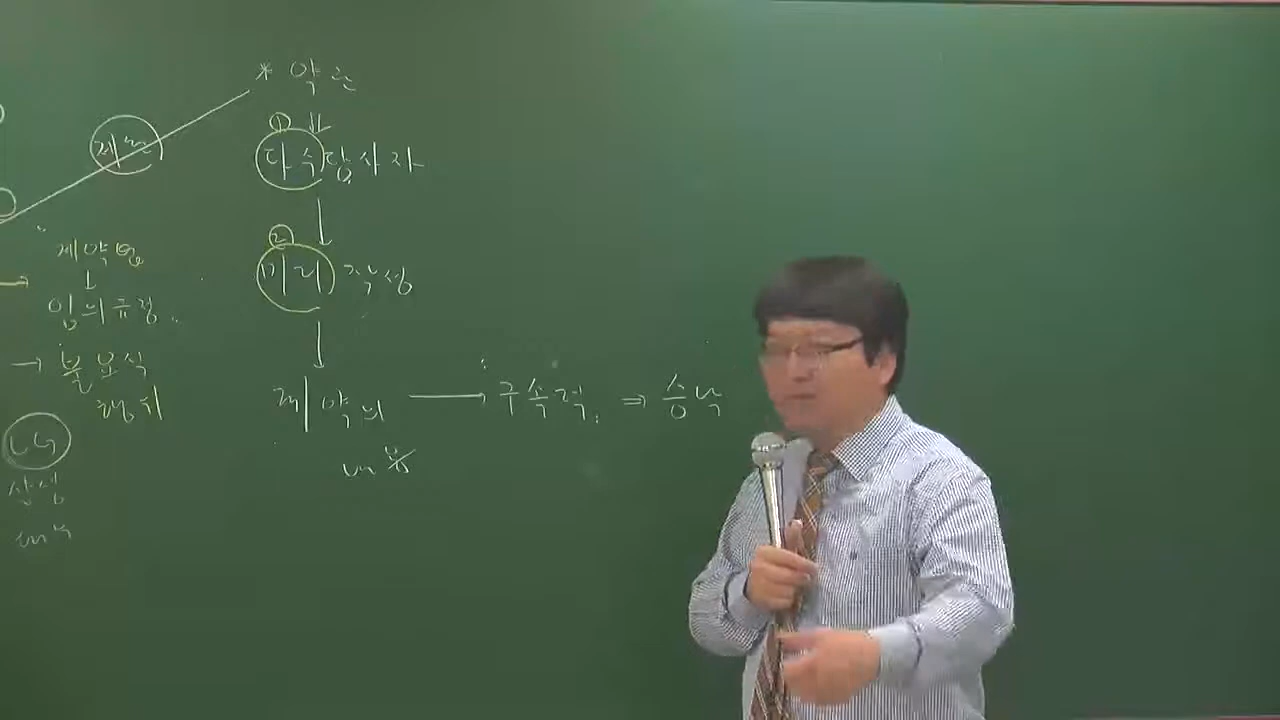 * 약관
① ⇓
다수당사자
↓
② 미리 작성
↓
계약의 → 구속력 ⇒ 승낙
내용
계약법
↓
임의규정
→ 불요식
행위